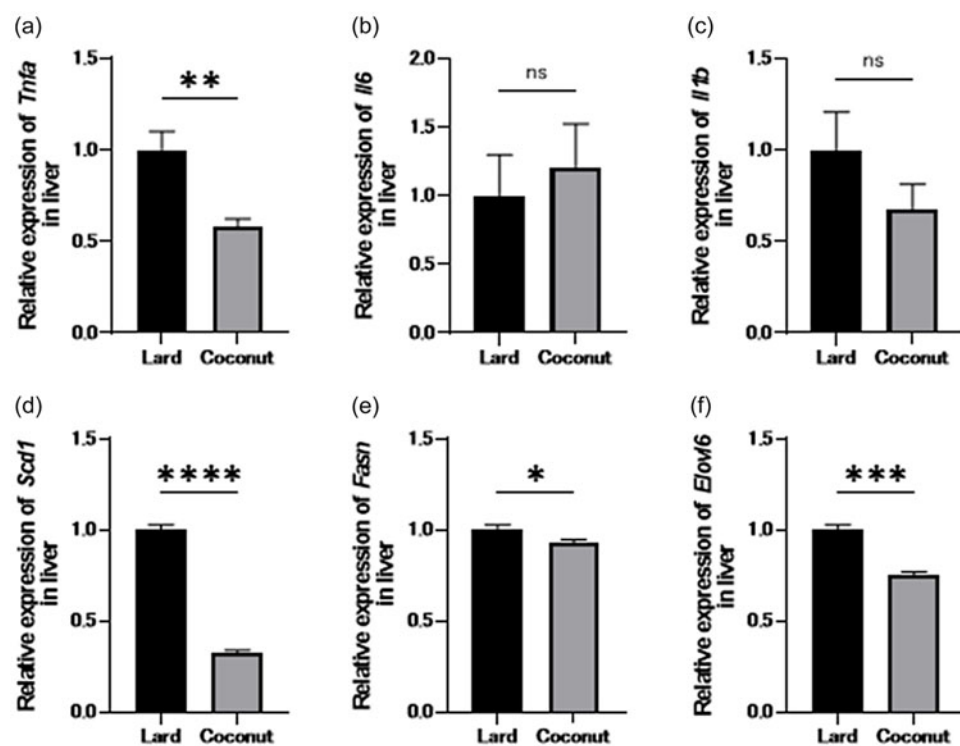 (a)
Relative expression of Tnfa
in liver
1.5
1.0
0.5
0.0
**
Lard Coconut
(b)
Relative expression of Il6
in liver
2.0
1.5
1.0
0.5
0.0
ns
Lard Coconut
(c)
Relative expression of Il1b
in liver
1.5
1.0
0.5
0.0
ns
Lard Coconut
(d)
Relative expression of Scd1
in liver
1.5
1.0
0.5
0.0
****
Lard Coconut
(e)
Relative expression of Fasn
in liver
1.5
1.0
0.5
0.0
*
Lard Coconut
(f)
Relative expression of Elovl6
in liver
1.5
1.0
0.5
0.0
***
Lard Coconut